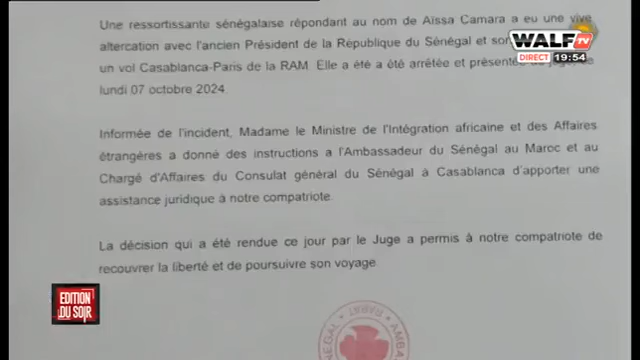 Une ressortissante sénégalaise répondant au nom de Aïssa Camara a eu une vive
altercation avec l'ancien Président de la République du Sénégal et son
un vol Casablanca-Paris de la RAM. Elle a été a été arrêtée et présentée
lundi 07 octobre 2024.
WALF TV
DIRECT 19:54
Informée de l'incident, Madame le Ministre de l'Intégration africaine et des Affaires
étrangères a donné des instructions a l'Ambassadeur du Sénégal au Maroc et au
Chargé d'Affaires du Consulat général du Sénégal à Casablanca d'apporter une
assistance juridique à notre compatriote.
La décision qui a été rendue ce jour par le Juge a permis à notre compatriote de
recouvrer la liberté et de poursuivre son voyage
EDITION
DU SOIR
RABAT